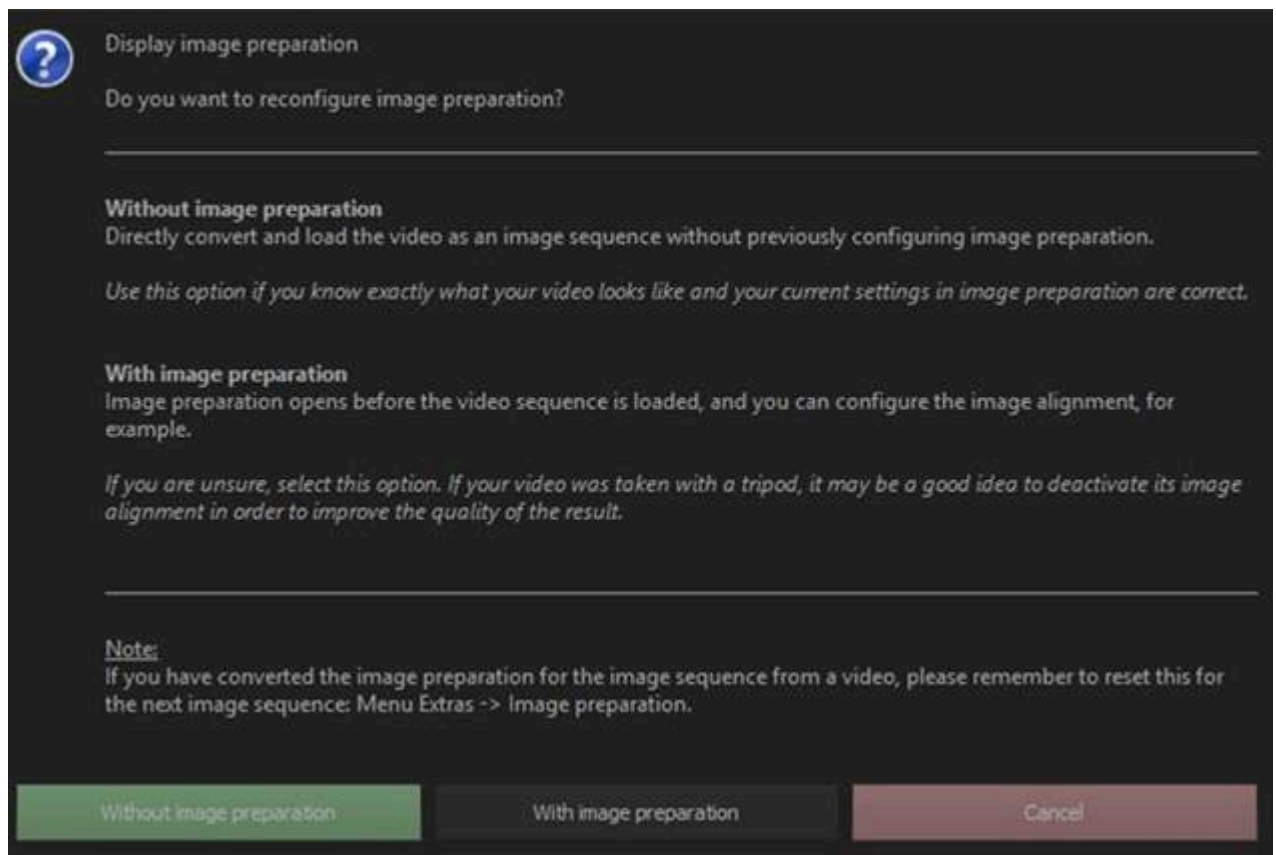 Display image preparation
Do you want to reconfigure image preparation?
Without image preparation
Directly convert and load the video as an image sequence without previously configuring image preparation.
Use this option if you know exactly what your video looks like and your current settings in image preparation are correct.
With image preparation
Image preparation opens before the video sequence is loaded, and you can configure the image alignment, for
example.
If you are unsure, select this option. If your video was taken with a tripod, it may be a good idea to deactivate its image
alignment in order to improve the quality of the result.
Note:
If you have converted the image preparation for the image sequence from a video, please remember to reset this for
the next image sequence: Menu Extras -> Image preparation.
Without image preparation With image preparation Cancel